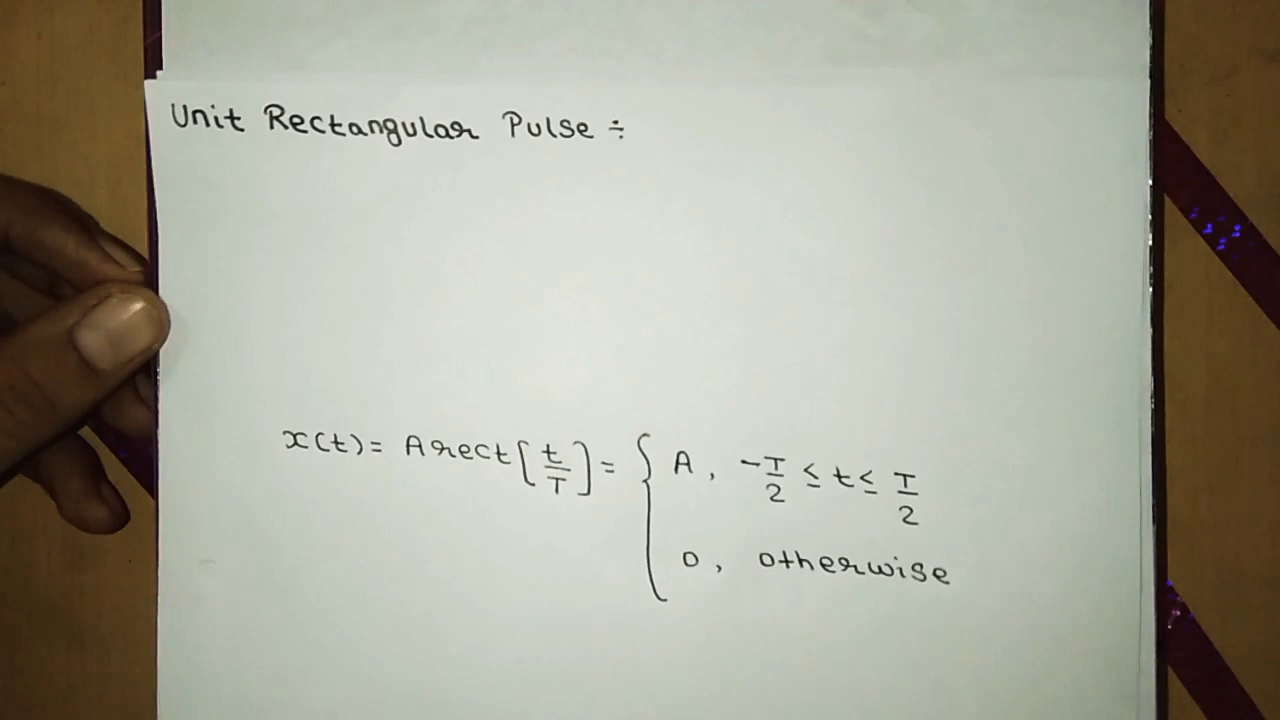 Unit Rectangular Pulse ÷
x(t) = A rect[t/T] = { A, -T/2 ≤ t ≤ T/2
0, otherwise